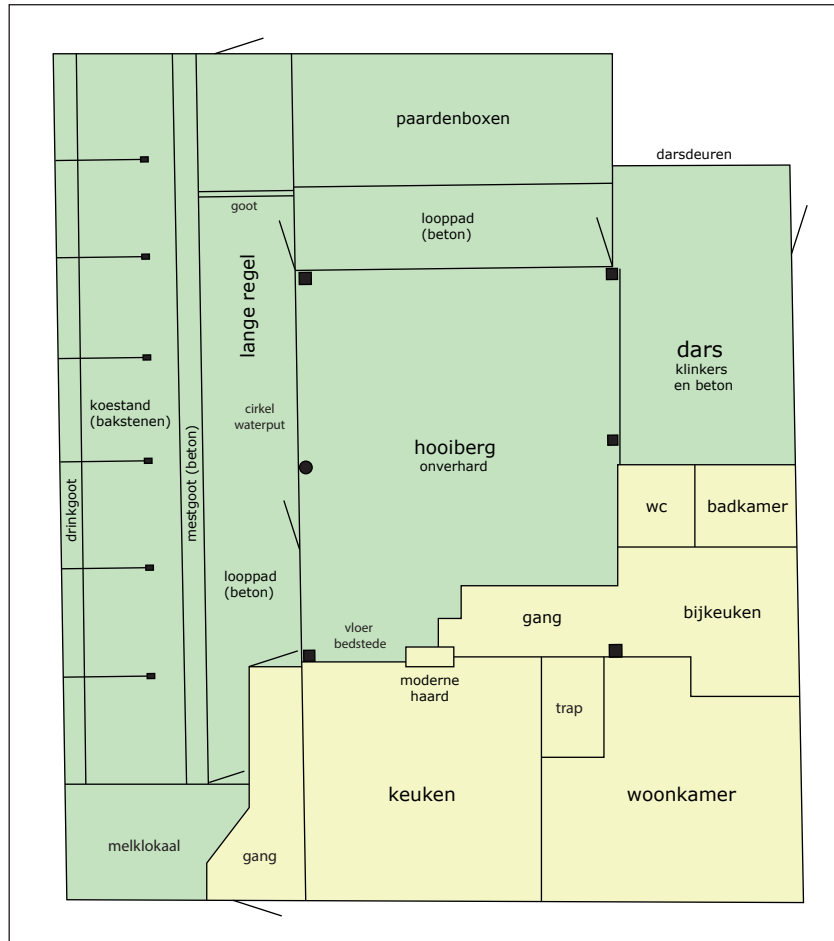 paardenboxen
darsdeuren
goot
looppad
(beton)
lange regel
dars
klinkers
en beton
koestand
(bakstenen)
cirkel
waterput
hooiberg
onverhard
drinkgoot
mestgoot (beton)
wc
badkamer
looppad
(beton)
gang
bijkeuken
vloer
bedstede
moderne
haard
trap
keuken
woonkamer
melklokaal
gang